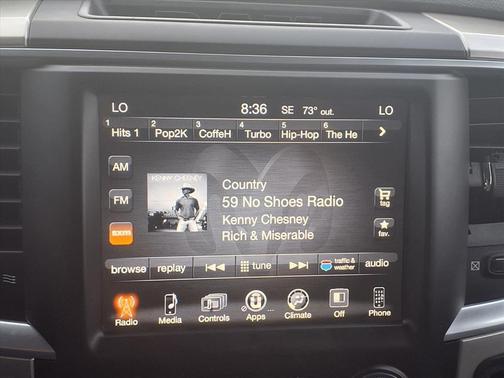 LO 8:36 SE 73° out. LO
1 Hits 1 2 Pop2K 3 CoffeH 4 Turbo 5 Hip-Hop 6 The He
AM
FM
sxm
KENNY CHESNEY
Country
59 No Shoes Radio
Kenny Chesney
Rich & Miserable
tag
fav.
browse replay tune traffic & weather audio
Radio Media Controls Apps Climate Off Phone